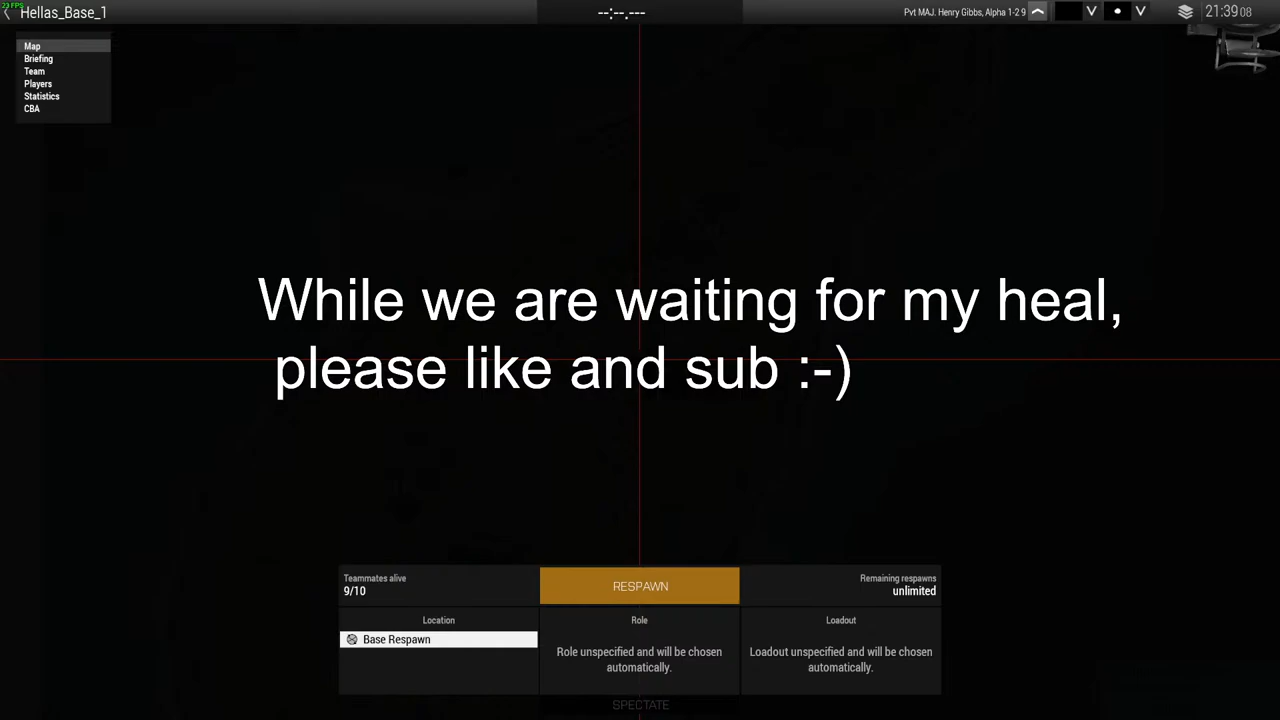 23 FPS
Hellas_Base_1
--:--.---
Pvt MAJ. Henry Gibbs, Alpha 1-2 9
21:39 08
Map
Briefing
Team
Players
Statistics
CBA
While we are waiting for my heal,
please like and sub :-)
Teammates alive
9/10
RESPAWN
Remaining respawns
unlimited
Location
Base Respawn
Role
Role unspecified and will be chosen
automatically.
Loadout
Loadout unspecified and will be chosen
automatically.
SPECTATE